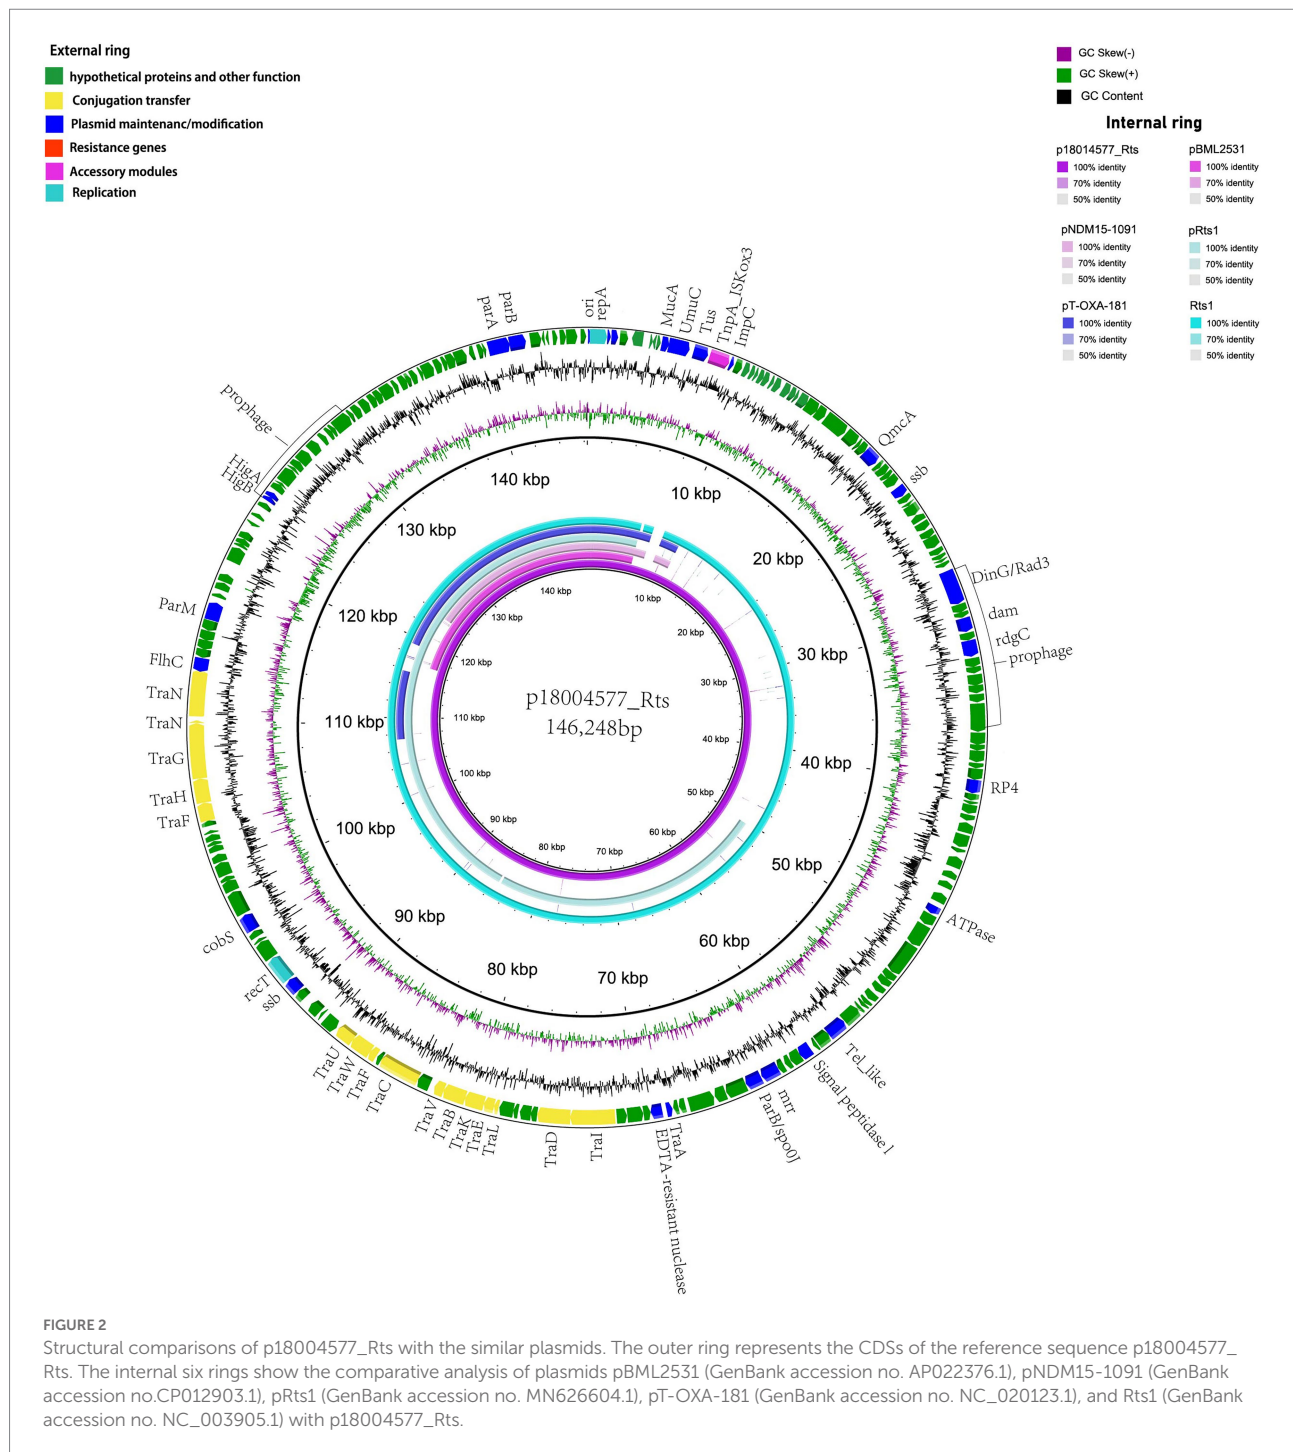 External ring
hypothetical proteins and other function
Conjugation transfer
Plasmid maintenanc/modification
Resistance genes
Accessory modules
Replication
GC Skew(-)
GC Skew(+)
GC Content
Internal ring
p18014577_Rts
100% identity
70% identity
50% identity
pBML2531
100% identity
70% identity
50% identity
pNDM15-1091
100% identity
70% identity
50% identity
pRts1
100% identity
70% identity
50% identity
pT-OXA-181
100% identity
70% identity
50% identity
Rts1
100% identity
70% identity
50% identity
parA
parB
ori
repA
MucA
UmuC
Tus
TnpA_ISKox3
ImpC
QmcA
ssb
DinG/Rad3
dam
rdgC
prophage
RP4
ATPase
Tel_like
Signal peptidase l
mrr
ParB/spo0J
TraA
EDTA-resistant nuclease
TraI
TraD
TraL
TraE
TraK
TraB
TraV
TraC
TraF
TraW
TraU
ssb
recT
cobS
TraF
TraH
TraG
TraN
TraN
FlhC
ParM
HigB
HigA
prophage
10 kbp
20 kbp
30 kbp
40 kbp
50 kbp
60 kbp
70 kbp
80 kbp
90 kbp
100 kbp
110 kbp
120 kbp
130 kbp
140 kbp
10 kbp
20 kbp
30 kbp
40 kbp
50 kbp
60 kbp
70 kbp
80 kbp
90 kbp
100 kbp
110 kbp
120 kbp
130 kbp
140 kbp
p18004577_Rts
146,248bp
FIGURE 2
Structural comparisons of p18004577_Rts with the similar plasmids. The outer ring represents the CDSs of the reference sequence p18004577_
Rts. The internal six rings show the comparative analysis of plasmids pBML2531 (GenBank accession no. AP022376.1), pNDM15-1091 (GenBank
accession no.CP012903.1), pRts1 (GenBank accession no. MN626604.1), pT-OXA-181 (GenBank accession no. NC_020123.1), and Rts1 (GenBank
accession no. NC_003905.1) with p18004577_Rts.